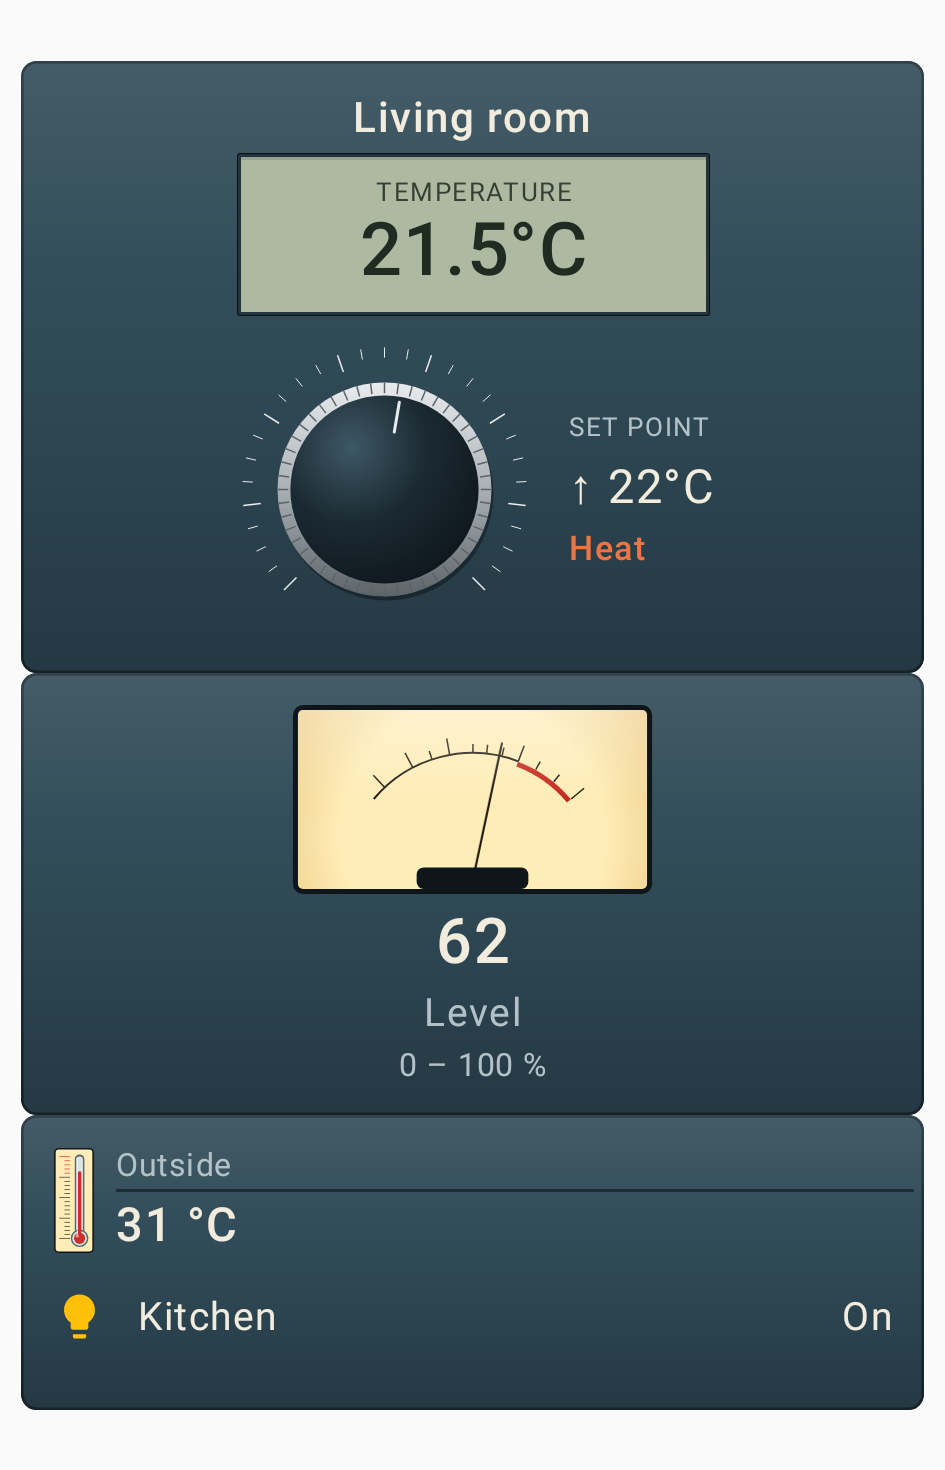 Living room
TEMPERATURE
21.5°C
SET POINT
↑ 22°C
Heat
62
Level
0 – 100 %
Outside
31 °C
Kitchen On